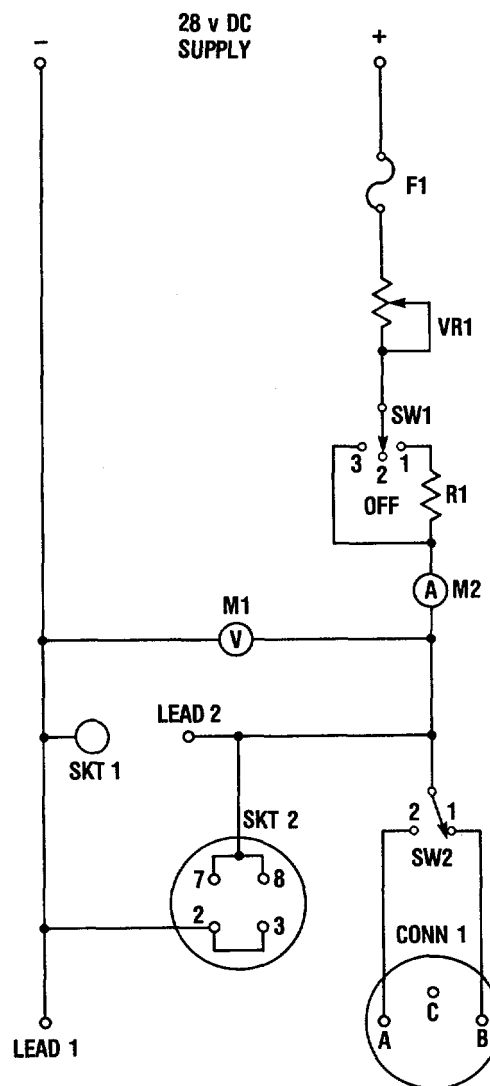 28 v DC
SUPPLY
−
+
F1
VR1
SW1
3
2
1
OFF
R1
A
M2
M1
V
LEAD 2
SKT 1
SKT 2
7
8
2
3
2
1
SW2
CONN 1
C
A
B
LEAD 1